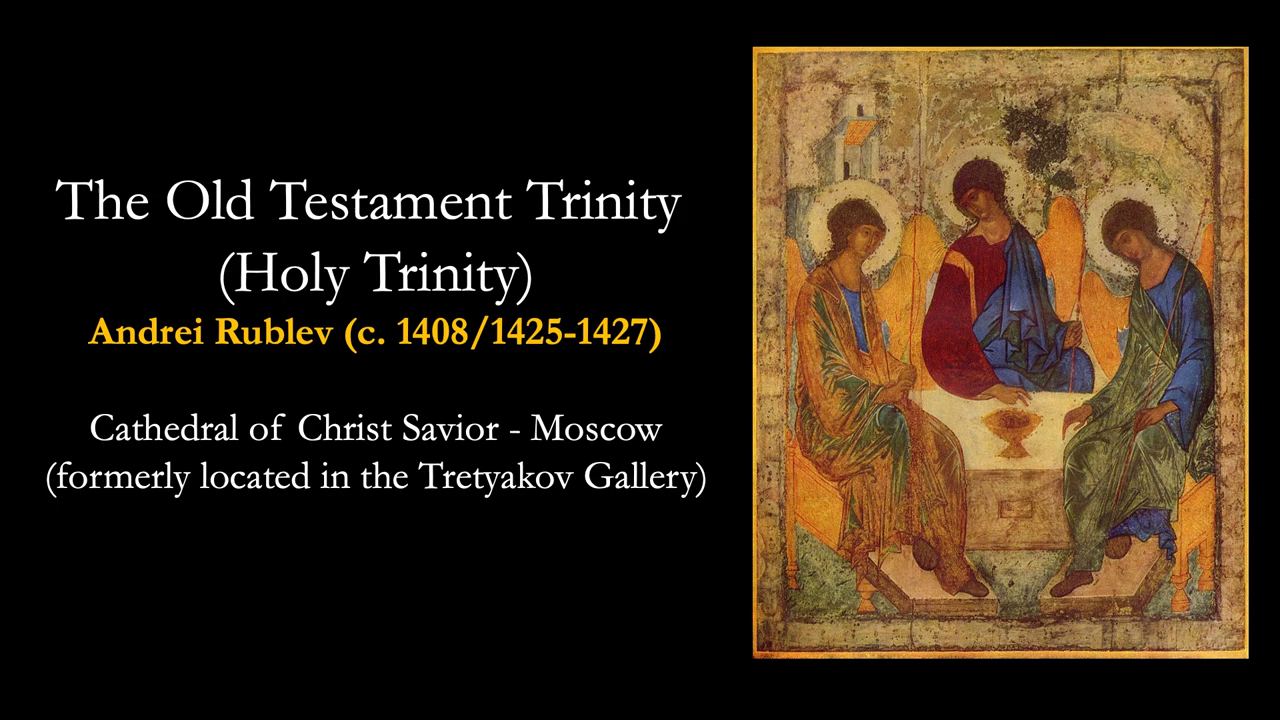 The Old Testament Trinity
(Holy Trinity)
Andrei Rublev (c. 1408/1425-1427)
Cathedral of Christ Savior - Moscow
(formerly located in the Tretyakov Gallery)